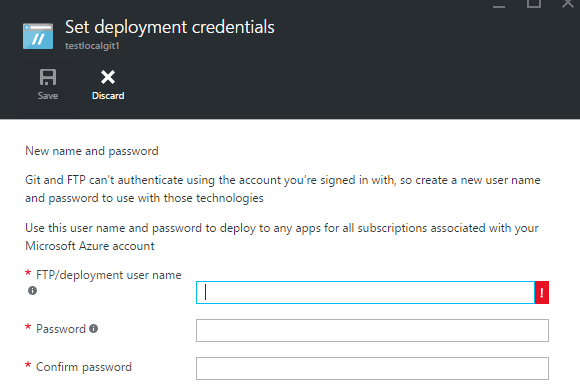 Set deployment credentials
testlocalgit1
Save
Discard
New name and password
Git and FTP can't authenticate using the account you're signed in with, so create a new user name
and password to use with those technologies
Use this user name and password to deploy to any apps for all subscriptions associated with your
Microsoft Azure account
* FTP/deployment user name
!
* Password
* Confirm password